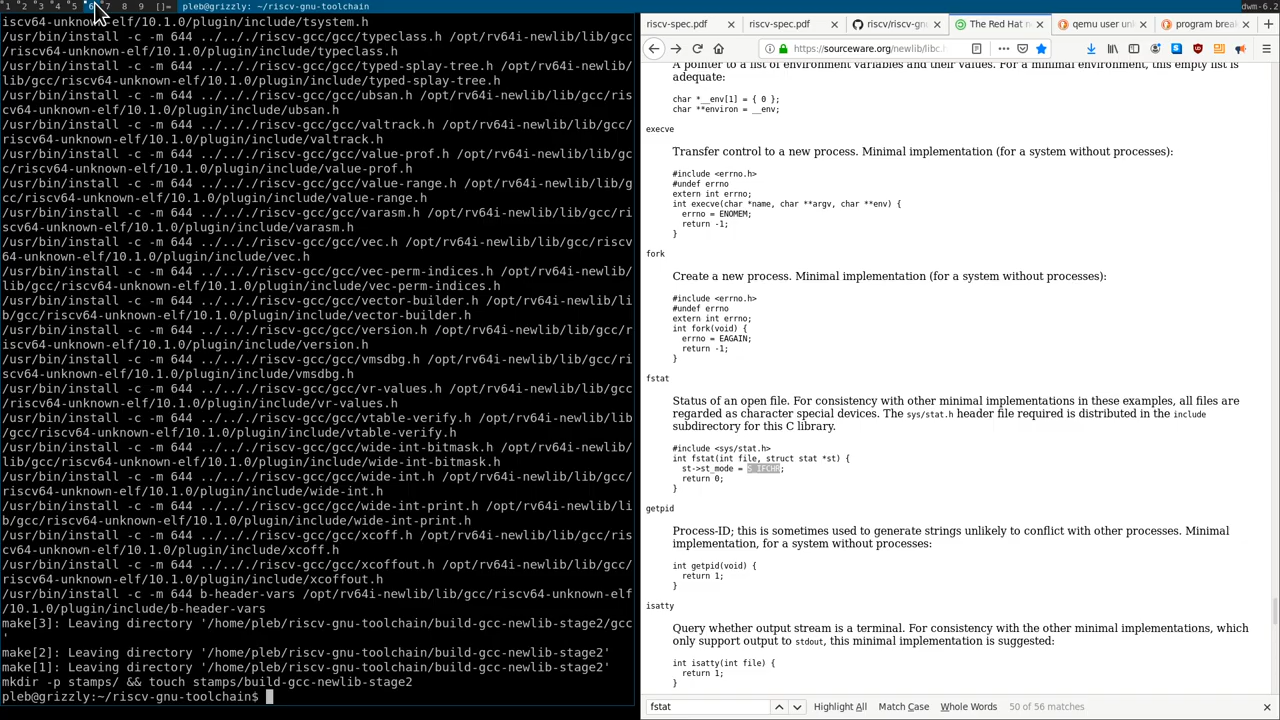 1 2 3 4 5 6 7 8 9 []= pleb@grizzly: ~/riscv-gnu-toolchain dwm-6.2
iscv64-unknown-elf/10.1.0/plugin/include/tsystem.h
/usr/bin/install -c -m 644 ../.././riscv-gcc/gcc/typeclass.h /opt/rv64i-newlib/lib/gcc
/riscv64-unknown-elf/10.1.0/plugin/include/typeclass.h
/usr/bin/install -c -m 644 ../.././riscv-gcc/gcc/typed-splay-tree.h /opt/rv64i-newlib/
lib/gcc/riscv64-unknown-elf/10.1.0/plugin/include/typed-splay-tree.h
/usr/bin/install -c -m 644 ../.././riscv-gcc/gcc/ubsan.h /opt/rv64i-newlib/lib/gcc/ris
cv64-unknown-elf/10.1.0/plugin/include/ubsan.h
/usr/bin/install -c -m 644 ../.././riscv-gcc/gcc/valtrack.h /opt/rv64i-newlib/lib/gcc/
riscv64-unknown-elf/10.1.0/plugin/include/valtrack.h
/usr/bin/install -c -m 644 ../.././riscv-gcc/gcc/value-prof.h /opt/rv64i-newlib/lib/gc
c/riscv64-unknown-elf/10.1.0/plugin/include/value-prof.h
/usr/bin/install -c -m 644 ../.././riscv-gcc/gcc/value-range.h /opt/rv64i-newlib/lib/g
cc/riscv64-unknown-elf/10.1.0/plugin/include/value-range.h
/usr/bin/install -c -m 644 ../.././riscv-gcc/gcc/varasm.h /opt/rv64i-newlib/lib/gcc/ri
scv64-unknown-elf/10.1.0/plugin/include/varasm.h
/usr/bin/install -c -m 644 ../.././riscv-gcc/gcc/vec.h /opt/rv64i-newlib/lib/gcc/riscv
64-unknown-elf/10.1.0/plugin/include/vec.h
/usr/bin/install -c -m 644 ../.././riscv-gcc/gcc/vec-perm-indices.h /opt/rv64i-newlib/
lib/gcc/riscv64-unknown-elf/10.1.0/plugin/include/vec-perm-indices.h
/usr/bin/install -c -m 644 ../.././riscv-gcc/gcc/vector-builder.h /opt/rv64i-newlib/li
b/gcc/riscv64-unknown-elf/10.1.0/plugin/include/vector-builder.h
/usr/bin/install -c -m 644 ../.././riscv-gcc/gcc/version.h /opt/rv64i-newlib/lib/gcc/r
iscv64-unknown-elf/10.1.0/plugin/include/version.h
/usr/bin/install -c -m 644 ../.././riscv-gcc/gcc/vmsdbg.h /opt/rv64i-newlib/lib/gcc/ri
scv64-unknown-elf/10.1.0/plugin/include/vmsdbg.h
/usr/bin/install -c -m 644 ../.././riscv-gcc/gcc/vr-values.h /opt/rv64i-newlib/lib/gcc
/riscv64-unknown-elf/10.1.0/plugin/include/vr-values.h
/usr/bin/install -c -m 644 ../.././riscv-gcc/gcc/vtable-verify.h /opt/rv64i-newlib/lib
/gcc/riscv64-unknown-elf/10.1.0/plugin/include/vtable-verify.h
/usr/bin/install -c -m 644 ../.././riscv-gcc/gcc/wide-int-bitmask.h /opt/rv64i-newlib/
lib/gcc/riscv64-unknown-elf/10.1.0/plugin/include/wide-int-bitmask.h
/usr/bin/install -c -m 644 ../.././riscv-gcc/gcc/wide-int.h /opt/rv64i-newlib/lib/gcc/
riscv64-unknown-elf/10.1.0/plugin/include/wide-int.h
/usr/bin/install -c -m 644 ../.././riscv-gcc/gcc/wide-int-print.h /opt/rv64i-newlib/li
b/gcc/riscv64-unknown-elf/10.1.0/plugin/include/wide-int-print.h
/usr/bin/install -c -m 644 ../.././riscv-gcc/gcc/xcoff.h /opt/rv64i-newlib/lib/gcc/ris
cv64-unknown-elf/10.1.0/plugin/include/xcoff.h
/usr/bin/install -c -m 644 ../.././riscv-gcc/gcc/xcoffout.h /opt/rv64i-newlib/lib/gcc/
riscv64-unknown-elf/10.1.0/plugin/include/xcoffout.h
/usr/bin/install -c -m 644 b-header-vars /opt/rv64i-newlib/lib/gcc/riscv64-unknown-elf
/10.1.0/plugin/include/b-header-vars
make[3]: Leaving directory '/home/pleb/riscv-gnu-toolchain/build-gcc-newlib-stage2/gcc
'
make[2]: Leaving directory '/home/pleb/riscv-gnu-toolchain/build-gcc-newlib-stage2'
make[1]: Leaving directory '/home/pleb/riscv-gnu-toolchain/build-gcc-newlib-stage2'
mkdir -p stamps/ && touch stamps/build-gcc-newlib-stage2
pleb@grizzly:~/riscv-gnu-toolchain$
riscv-spec.pdf riscv-spec.pdf riscv/riscv-gn The Red Hat n qemu user un program brea
https://sourceware.org/newlib/libc.
A pointer to a list of environment variables and their values. For a minimal environment, this empty list is
adequate:
char *__env[1] = { 0 };
char **environ = __env;
execve
Transfer control to a new process. Minimal implementation (for a system without processes):
#include <errno.h>
#undef errno
extern int errno;
int execve(char *name, char **argv, char **env) {
errno = ENOMEM;
return -1;
}
fork
Create a new process. Minimal implementation (for a system without processes):
#include <errno.h>
#undef errno
extern int errno;
int fork(void) {
errno = EAGAIN;
return -1;
}
fstat
Status of an open file. For consistency with other minimal implementations in these examples, all files are
regarded as character special devices. The sys/stat.h header file required is distributed in the include
subdirectory for this C library.
#include <sys/stat.h>
int fstat(int file, struct stat *st) {
st->st_mode = S_IFCHR;
return 0;
}
getpid
Process-ID; this is sometimes used to generate strings unlikely to conflict with other processes. Minimal
implementation, for a system without processes:
int getpid(void) {
return 1;
}
isatty
Query whether output stream is a terminal. For consistency with the other minimal implementations, which
only support output to stdout, this minimal implementation is suggested:
int isatty(int file) {
return 1;
}
fstat Highlight All Match Case Whole Words 50 of 56 matches